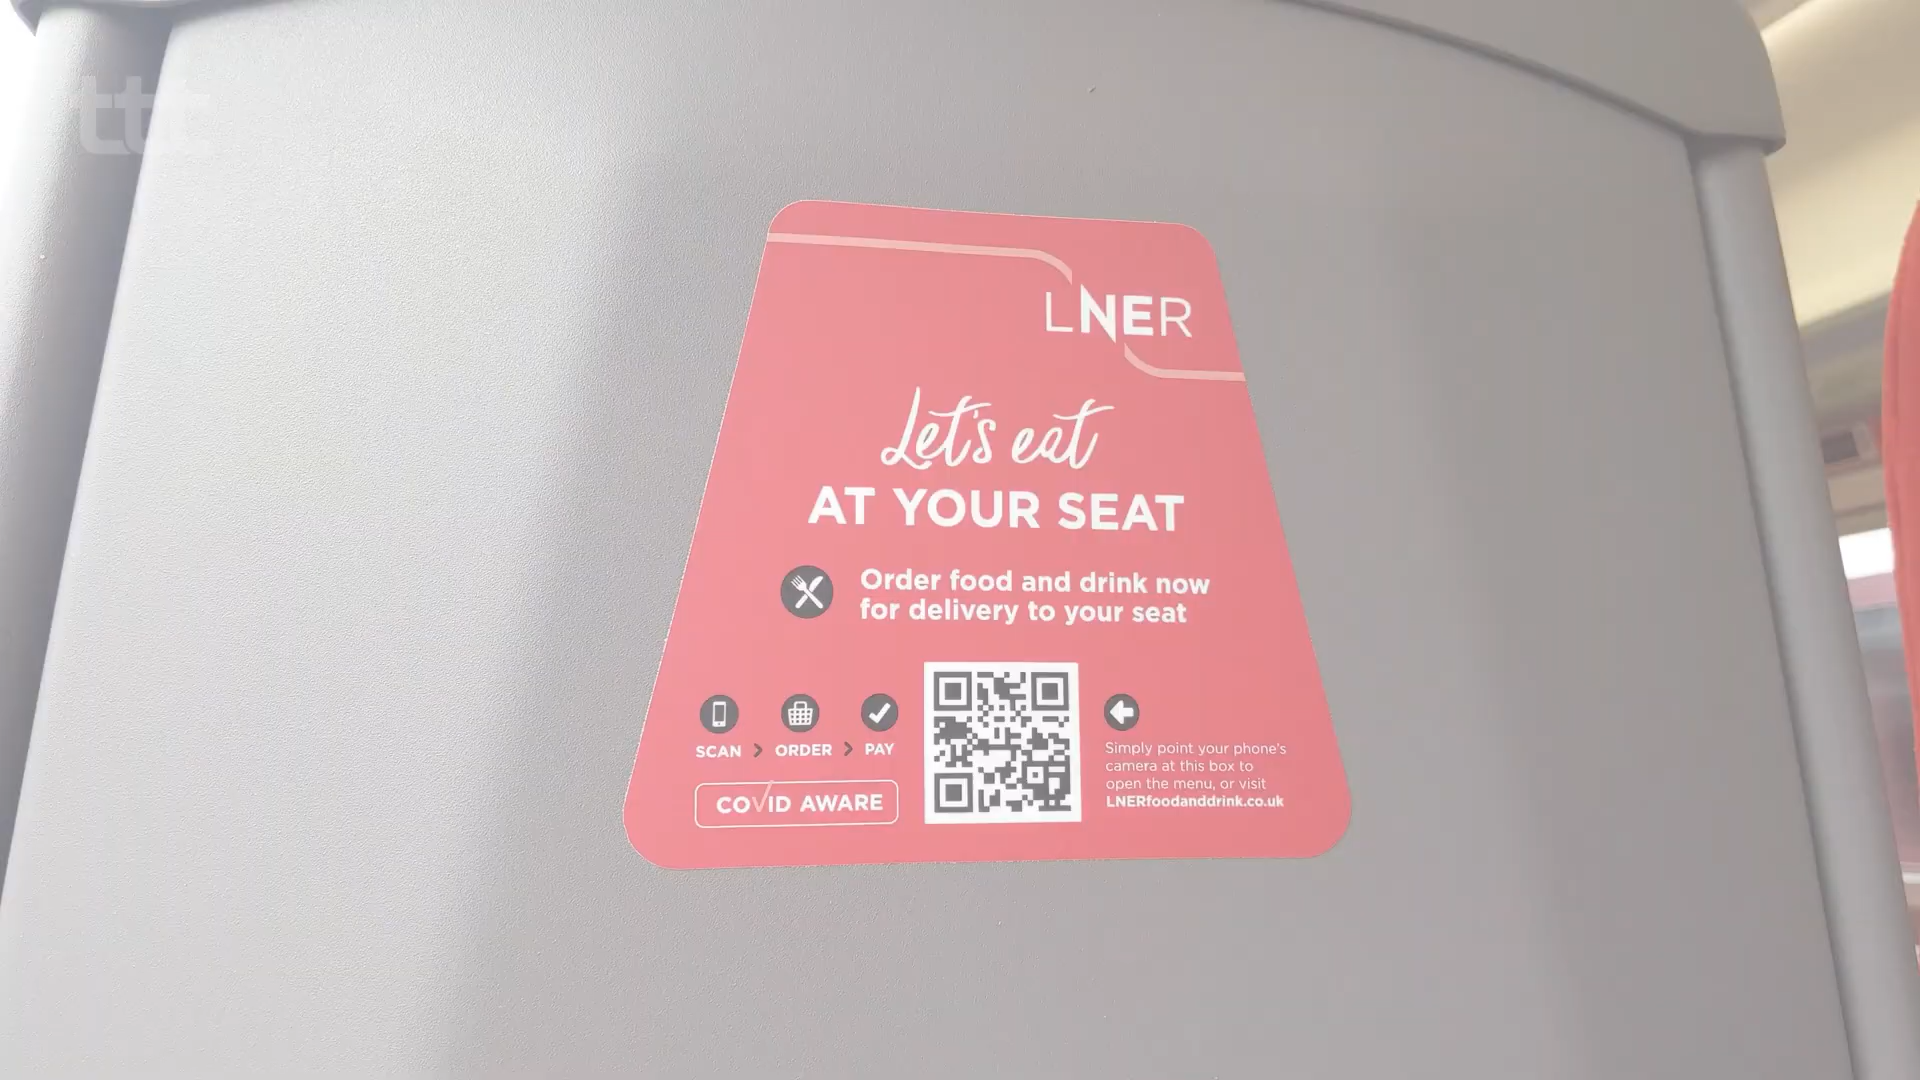 ttt
LNER
Let's eat
AT YOUR SEAT
Order food and drink now
for delivery to your seat
SCAN > ORDER > PAY
COVID AWARE
Simply point your phone's
camera at this box to
open the menu, or visit
LNERfoodanddrink.co.uk